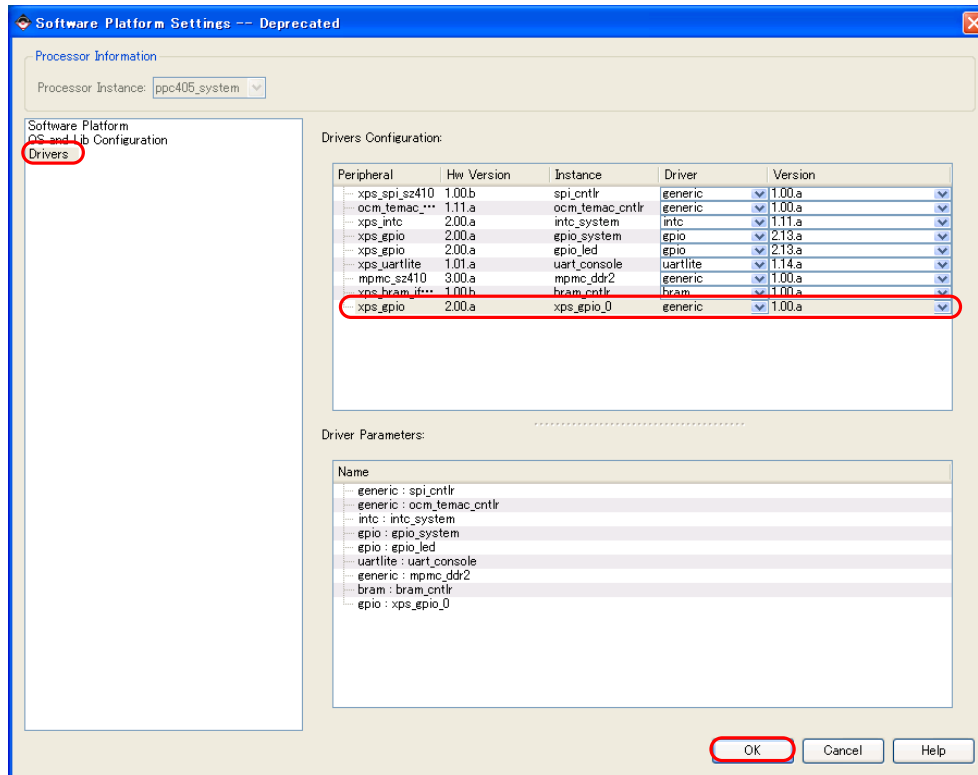 Software Platform Settings -- Deprecated
Processor Information
Processor Instance: ppc405_system
Software Platform
OS and Lib Configuration
Drivers
Drivers Configuration:
Peripheral Hw Version Instance Driver Version
xps_spi_sz410 1.00.b spi_cntlr generic 1.00.a
ocm_temac_··· 1.11.a ocm_temac_cntlr generic 1.00.a
xps_intc 2.00.a intc_system intc 1.11.a
xps_gpio 2.00.a gpio_system gpio 2.13.a
xps_gpio 2.00.a gpio_led gpio 2.13.a
xps_uartlite 1.01.a uart_console uartlite 1.14.a
mpmc_sz410 3.00.a mpmc_ddr2 generic 1.00.a
xps_bram_if··· 1.00.b bram_cntlr bram 1.00.a
xps_gpio 2.00.a xps_gpio_0 generic 1.00.a
Driver Parameters:
Name
generic : spi_cntlr
generic : ocm_temac_cntlr
intc : intc_system
gpio : gpio_system
gpio : gpio_led
uartlite : uart_console
generic : mpmc_ddr2
bram : bram_cntlr
gpio : xps_gpio_0
OK Cancel Help